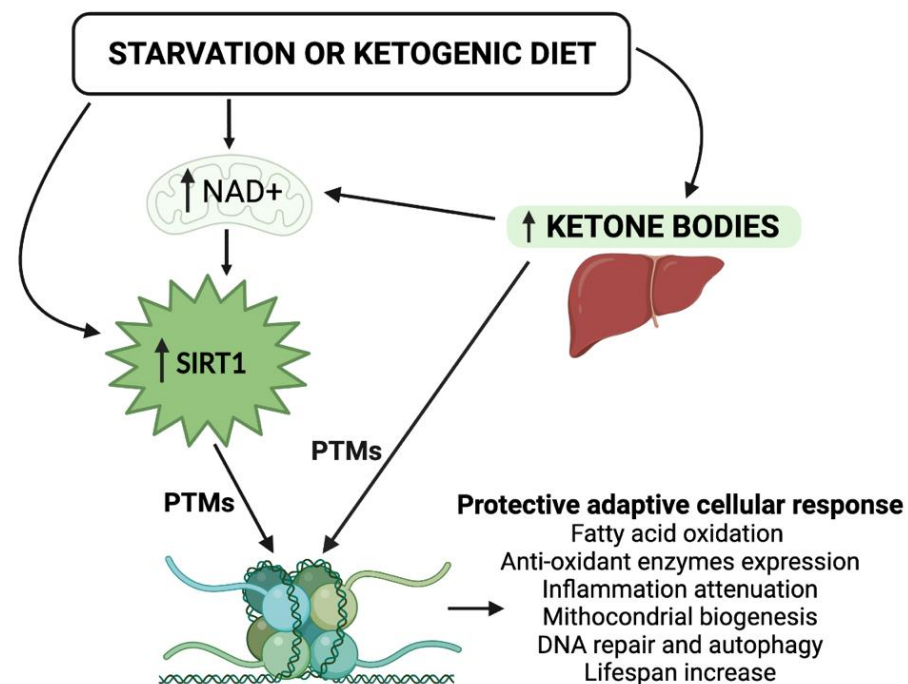 STARVATION OR KETOGENIC DIET
↑ NAD+
↑ KETONE BODIES
↑ SIRT1
PTMs
PTMs
Protective adaptive cellular response
Fatty acid oxidation
Anti-oxidant enzymes expression
Inflammation attenuation
Mithocondrial biogenesis
DNA repair and autophagy
Lifespan increase